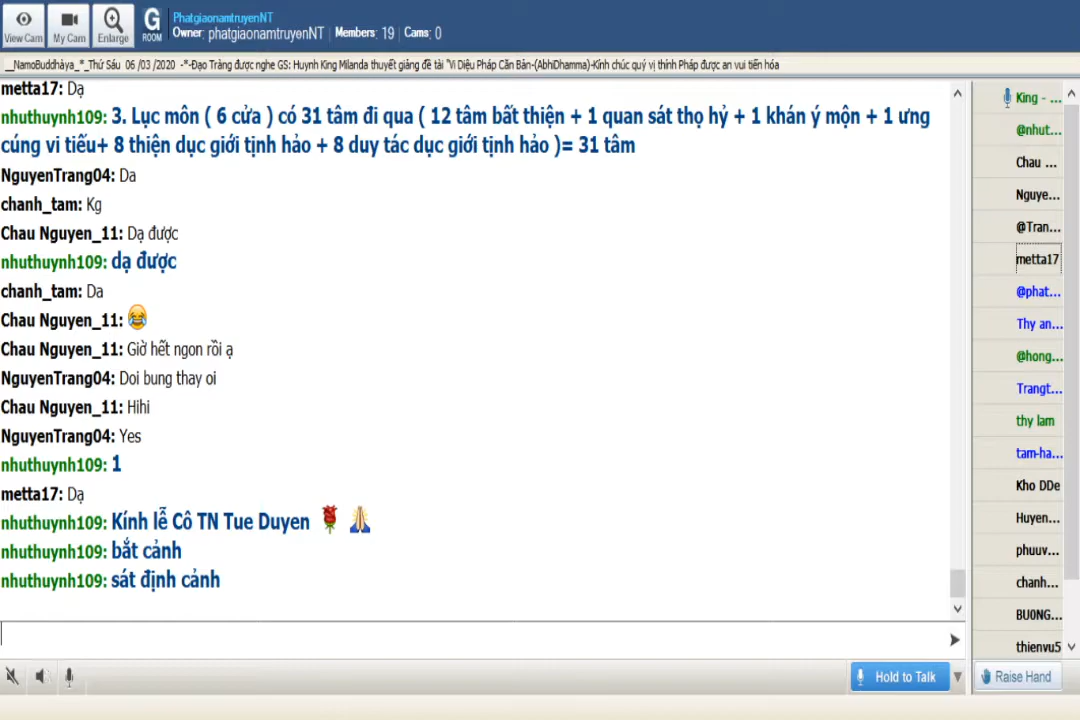 PhatgiaonamtruyenNT
Owner: phatgiaonamtruyenNT | Members: 19 | Cams: 0
View Cam My Cam Enlarge G ROOM
__NamoBuddhàya_*_Thứ Sáu 06 /03 /2020 -*-Đạo Tràng được nghe GS: Huynh King Milanda thuyết giảng đề tài "Vi Diệu Pháp Căn Bản-(AbhiDhamma)-Kính chúc quý vị thính Pháp được an vui tiến hóa
metta17: Dạ
nhuthuynh109: 3. Lục môn ( 6 cửa ) có 31 tâm đi qua ( 12 tâm bất thiện + 1 quan sát thọ hỷ + 1 khán ý môn + 1 ưng
cúng vi tiếu+ 8 thiện dục giới tịnh hảo + 8 duy tác dục giới tịnh hảo )= 31 tâm
NguyenTrang04: Da
chanh_tam: Kg
Chau Nguyen_11: Dạ được
nhuthuynh109: dạ được
chanh_tam: Da
Chau Nguyen_11: 😂
Chau Nguyen_11: Giờ hết ngon rồi ạ
NguyenTrang04: Doi bung thay oi
Chau Nguyen_11: Hihi
NguyenTrang04: Yes
nhuthuynh109: 1
metta17: Dạ
nhuthuynh109: Kính lễ Cô TN Tue Duyen 🌹 🙏
nhuthuynh109: bắt cảnh
nhuthuynh109: sát định cảnh
King - ...
@nhut...
Chau ...
Nguye...
@Tran...
metta17
@phat...
Thy an...
@hong...
Trangt...
thy lam
tam-ha...
Kho DDe
Huyen...
phuuv...
chanh...
BUONG...
thienvu5
Hold to Talk
Raise Hand